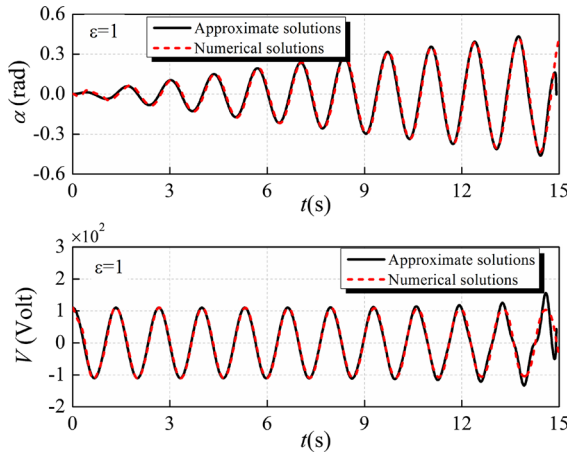 ε=1
Approximate solutions
Numerical solutions
α (rad)
0.6
0.3
0.0
-0.3
-0.6
0 3 6 9 12 15
t(s)
×10²
ε=1
Approximate solutions
Numerical solutions
V (Volt)
3
2
1
0
-1
-2
0 3 6 9 12 15
t(s)